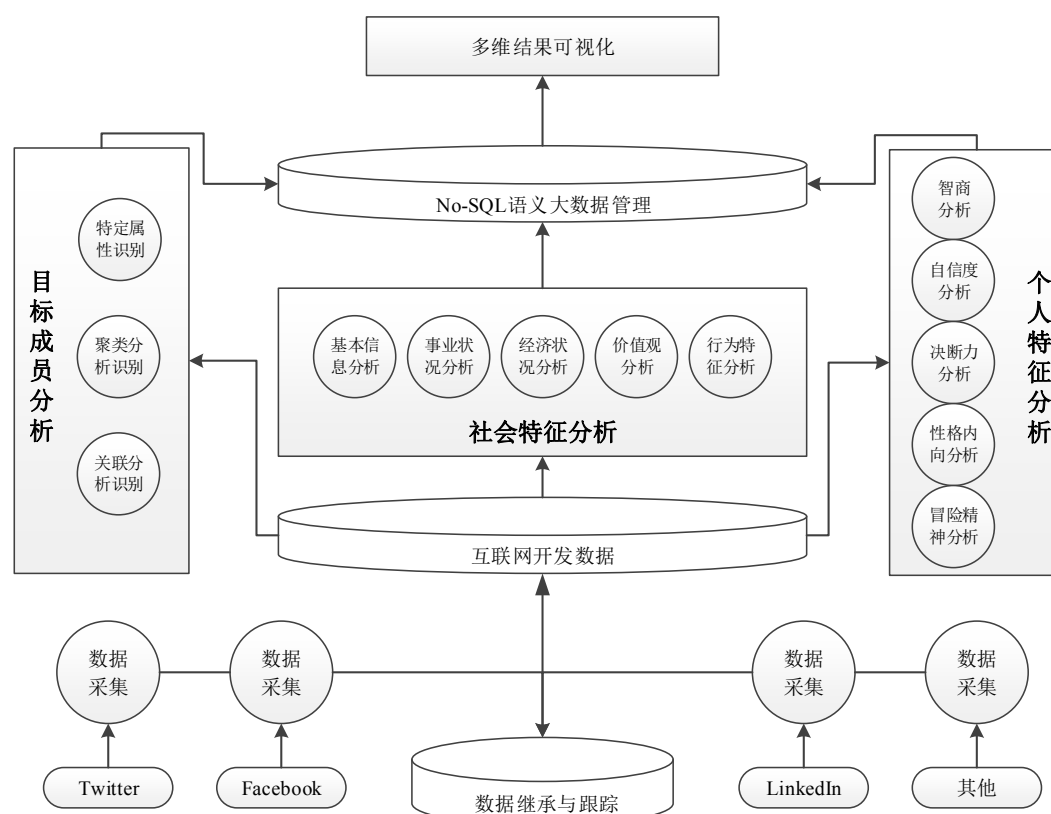 多维结果可视化
No-SQL语义大数据管理
目标成员分析
特定属
性识别
聚类分
析识别
关联分
析识别
基本信
息分析
事业状
况分析
经济状
况分析
价值观
分析
行为特
征分析
社会特征分析
智商
分析
自信度
分析
决断力
分析
性格内
向分析
冒险精
神分析
个人特征分析
互联网开发数据
数据
采集
数据
采集
数据
采集
数据
采集
Twitter
Facebook
数据继承与跟踪
LinkedIn
其他